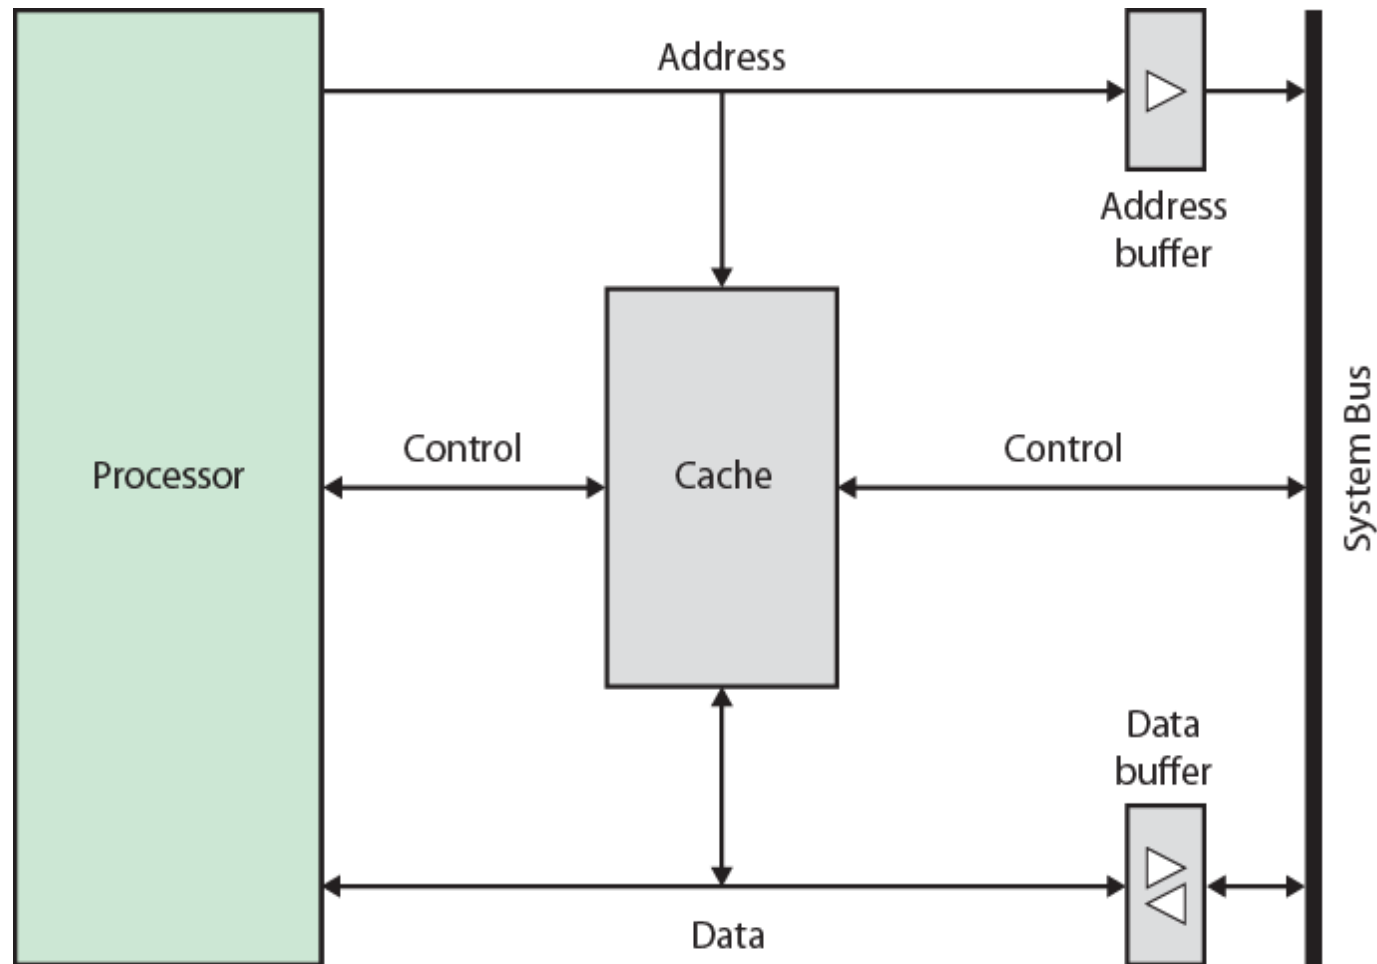 Address
Address
buffer
Processor
Control
Cache
Control
System Bus
Data
buffer
Data